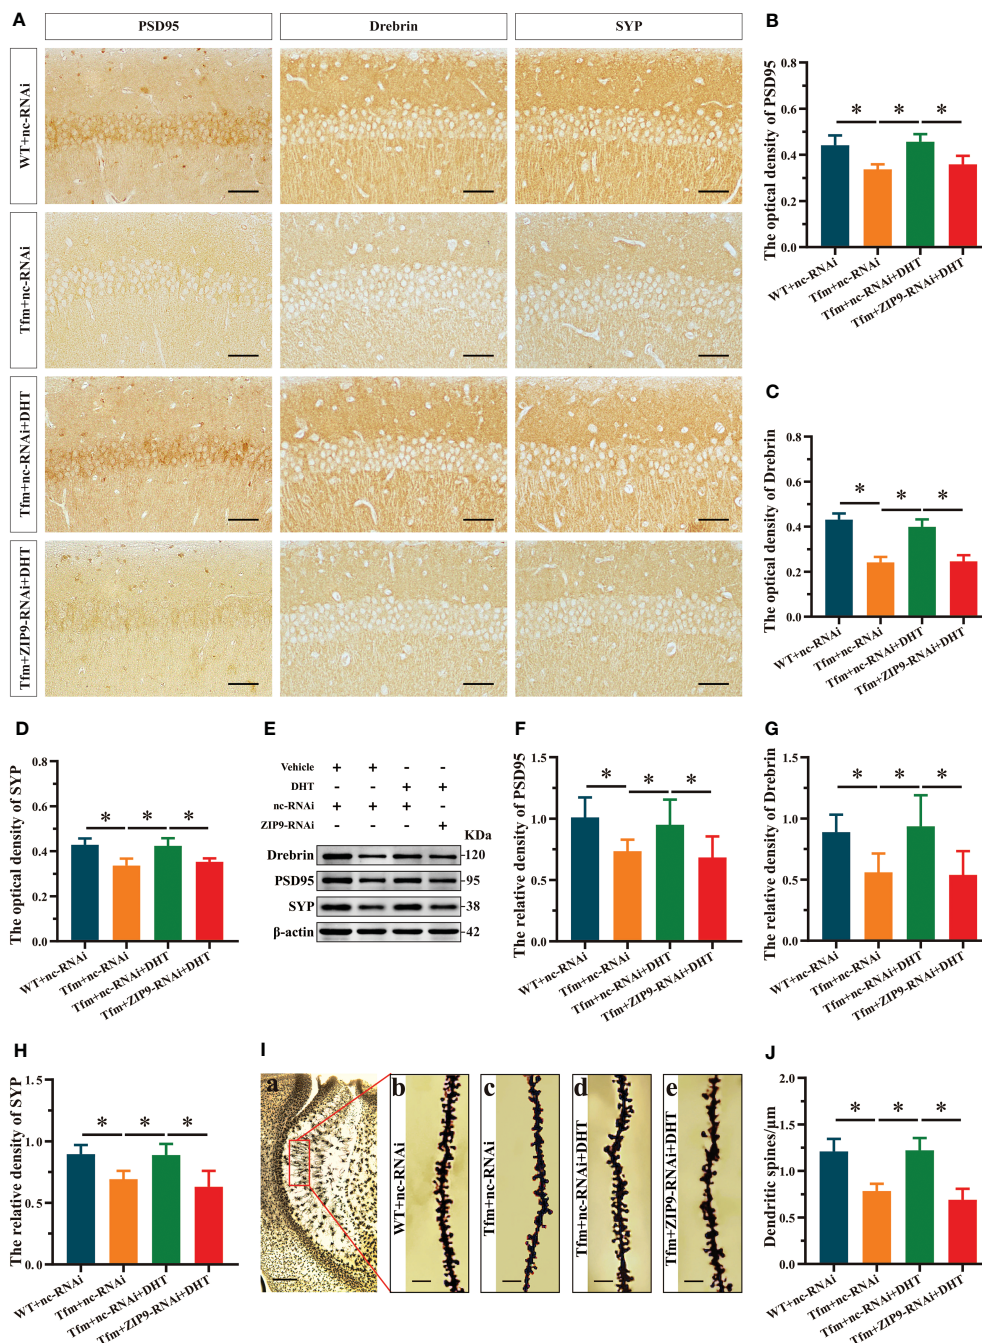 A
PSD95
Drebrin
SYP
WT+nc-RNAi
Tfm+nc-RNAi
Tfm+nc-RNAi+DHT
Tfm+ZIP9-RNAi+DHT
B
The optical density of PSD95
0.8
0.6
0.4
0.2
0.0
* * *
WT+nc-RNAi
Tfm+nc-RNAi
Tfm+nc-RNAi+DHT
Tfm+ZIP9-RNAi+DHT
C
The optical density of Drebrin
0.8
0.6
0.4
0.2
0.0
* * *
WT+nc-RNAi
Tfm+nc-RNAi
Tfm+nc-RNAi+DHT
Tfm+ZIP9-RNAi+DHT
D
The optical density of SYP
0.8
0.6
0.4
0.2
0.0
* * *
WT+nc-RNAi
Tfm+nc-RNAi
Tfm+nc-RNAi+DHT
Tfm+ZIP9-RNAi+DHT
E
Vehicle + + - -
DHT - - + +
nc-RNAi + + + -
ZIP9-RNAi - - - +
KDa
Drebrin -120
PSD95 -95
SYP -38
β-actin -42
F
The relative density of PSD95
1.5
1.0
0.5
0.0
* * *
WT+nc-RNAi
Tfm+nc-RNAi
Tfm+nc-RNAi+DHT
Tfm+ZIP9-RNAi+DHT
G
The relative density of Drebrin
1.5
1.0
0.5
0.0
* * *
WT+nc-RNAi
Tfm+nc-RNAi
Tfm+nc-RNAi+DHT
Tfm+ZIP9-RNAi+DHT
H
The relative density of SYP
1.5
1.0
0.5
0.0
* * *
WT+nc-RNAi
Tfm+nc-RNAi
Tfm+nc-RNAi+DHT
Tfm+ZIP9-RNAi+DHT
I
a
b
WT+nc-RNAi
c
Tfm+nc-RNAi
d
Tfm+nc-RNAi+DHT
e
Tfm+ZIP9-RNAi+DHT
J
Dendritic spines/μm
2.0
1.5
1.0
0.5
0.0
* * *
WT+nc-RNAi
Tfm+nc-RNAi
Tfm+nc-RNAi+DHT
Tfm+ZIP9-RNAi+DHT